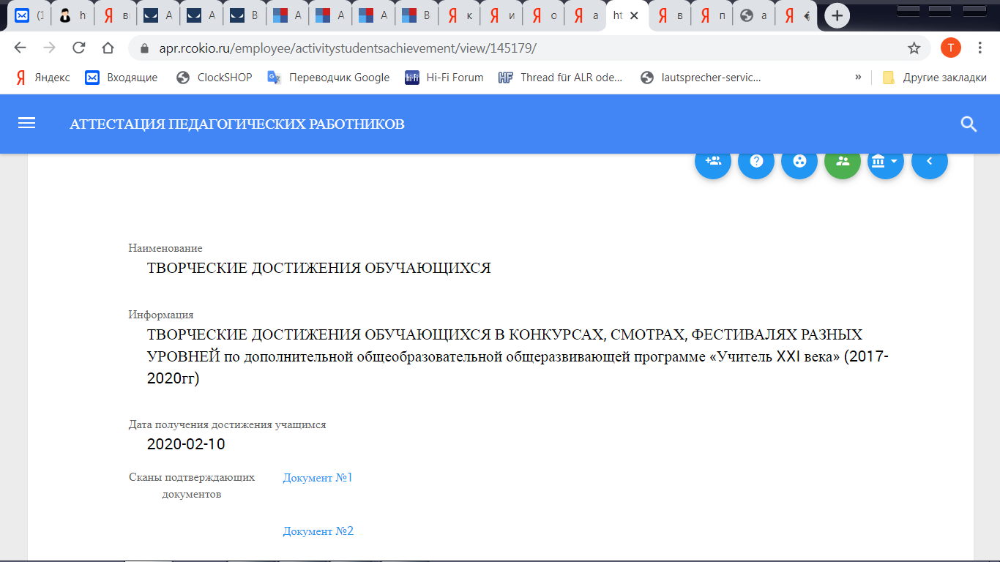 (1 h в А А В А А А В к и о а ht в п а
apr.rcokio.ru/employee/activitystudentsachievement/view/145179/ T
Яндекс Входящие ClockSHOP Переводчик Google Hi-Fi Forum Thread für ALR ode... lautsprecher-servic... » Другие закладки
АТТЕСТАЦИЯ ПЕДАГОГИЧЕСКИХ РАБОТНИКОВ
Наименование
ТВОРЧЕСКИЕ ДОСТИЖЕНИЯ ОБУЧАЮЩИХСЯ
Информация
ТВОРЧЕСКИЕ ДОСТИЖЕНИЯ ОБУЧАЮЩИХСЯ В КОНКУРСАХ, СМОТРАХ, ФЕСТИВАЛЯХ РАЗНЫХ
УРОВНЕЙ по дополнительной общеобразовательной общеразвивающей программе «Учитель XXI века» (2017-
2020гг)
Дата получения достижения учащимся
2020-02-10
Сканы подтверждающих Документ №1
документов
Документ №2